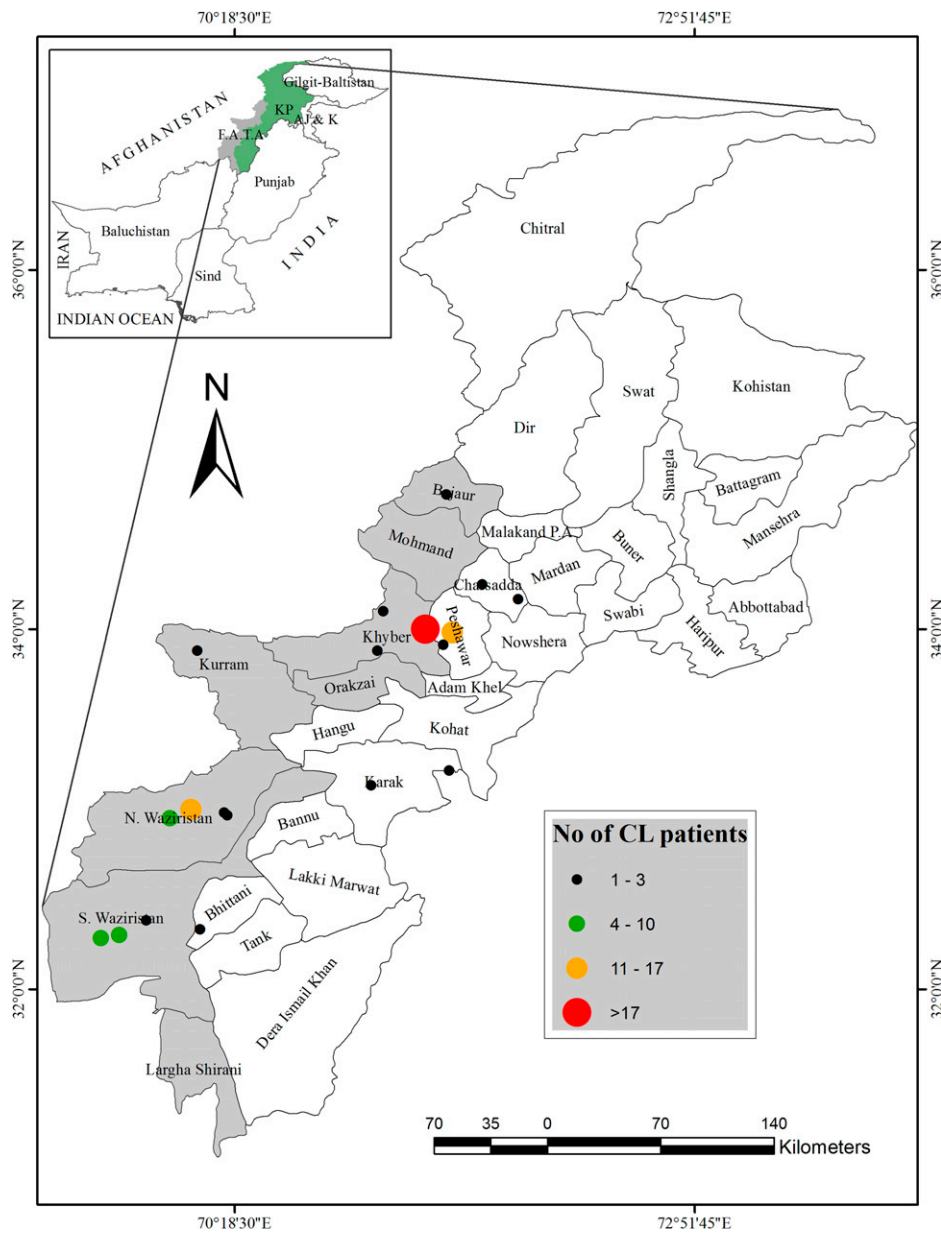 70°18'30"E
72°51'45"E
Gilgit-Baltistan
AFGHANISTAN
KP
AJ & K
F.A.T.A
Punjab
Baluchistan
IRAN
INDIA
Sind
INDIAN OCEAN
36°0'0"N
36°0'0"N
Chitral
N
Swat
Kohistan
Dir
Shangla
Battagram
Bajaur
Mansehra
Malakand P.A
Mohmand
Buner
Mardan
Charsadda
Abbottabad
Swabi
34°0'0"N
34°0'0"N
Peshawar
Khyber
Nowshera
Haripur
Kurram
Orakzai
Adam Khel
Hangu
Kohat
Karak
N. Waziristan
Bannu
Lakki Marwat
Bhittani
S. Waziristan
Tank
Dera Ismail Khan
32°0'0"N
32°0'0"N
Largha Shirani
No of CL patients
1 - 3
4 - 10
11 - 17
>17
70 35 0 70 140
Kilometers
70°18'30"E
72°51'45"E